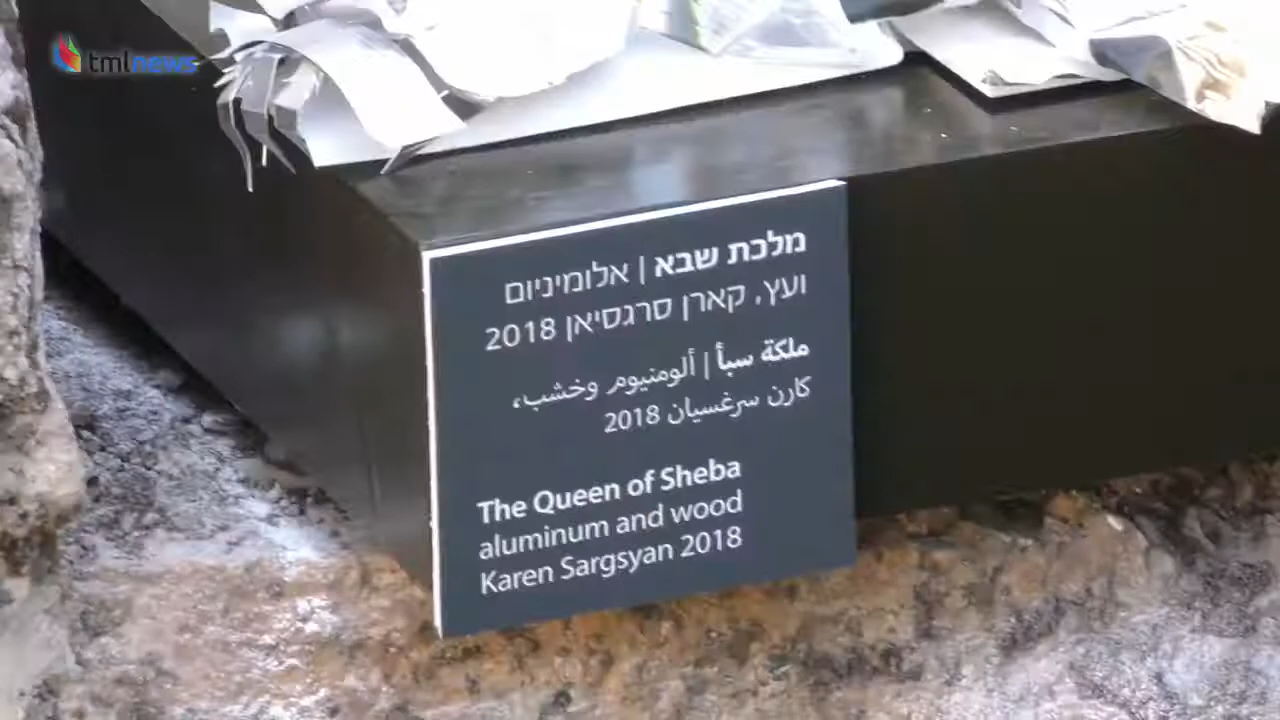 tmlnews
מלכת שבא | אלומיניום
ועץ, קארן סרגסיאן 2018
ملكة سبأ | ألومنيوم وخشب،
كارن سرغسيان 2018
The Queen of Sheba
aluminum and wood
Karen Sargsyan 2018